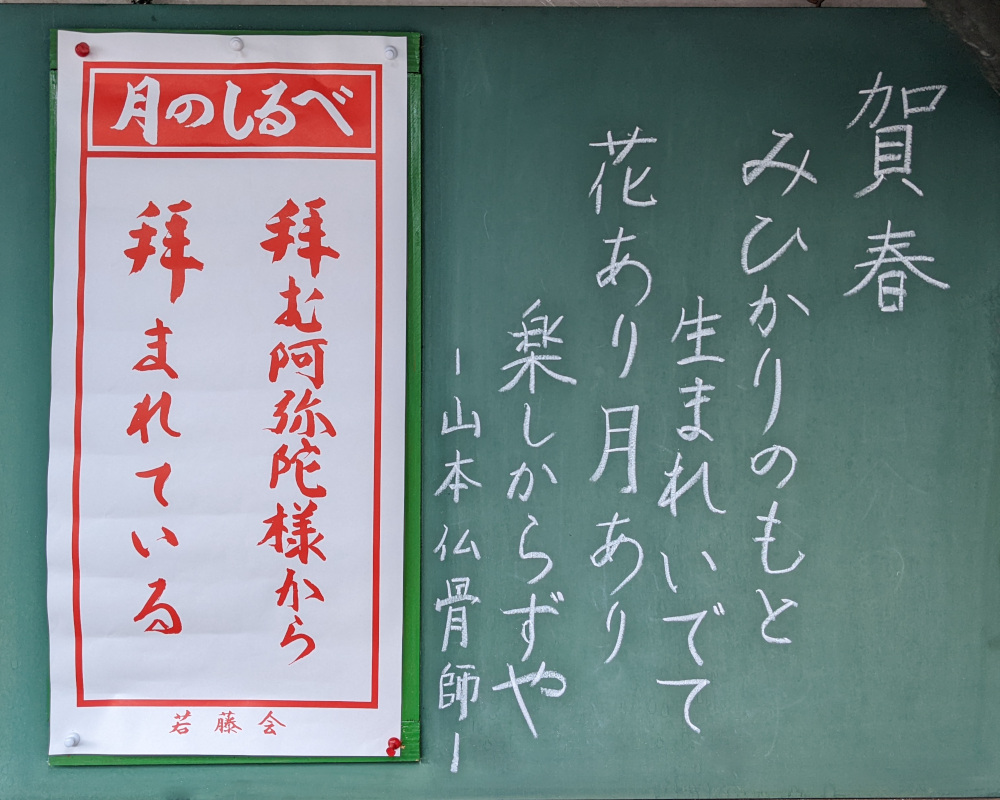 賀春
みひかりのもと
生まれいでて
花あり月あり
楽しからずや
ー山本仏骨師ー
月のしるべ
拝む阿弥陀様から
拝まれている
若藤会